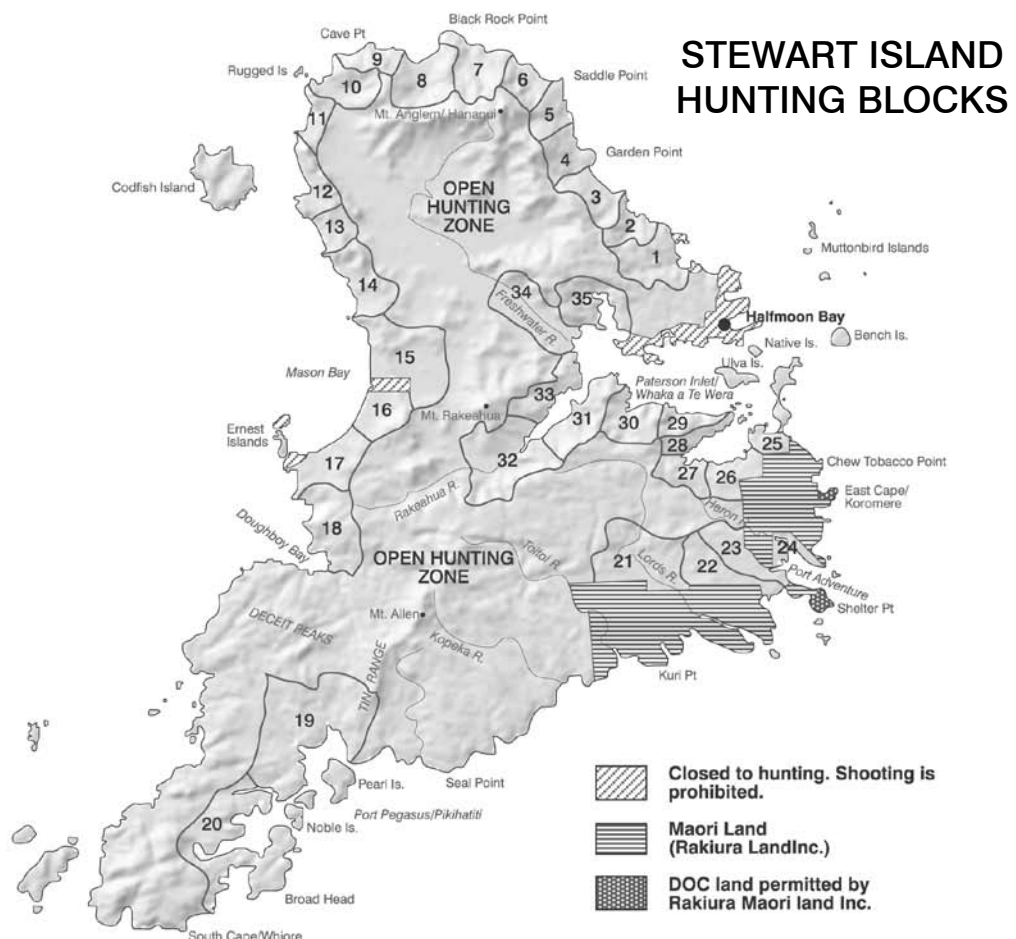 Black Rock Point
STEWART ISLAND
HUNTING BLOCKS
Cave Pt
9
7
Rugged Is.
10
8
6
Saddle Point
11
Mt. Anglem/ Hananui
5
4
Garden Point
Codfish Island
12
OPEN
HUNTING
ZONE
3
13
2
Muttonbird Islands
1
14
34
35
Freshwater R.
Halfmoon Bay
Bench Is.
Native Is.
15
Ulva Is.
Mason Bay
Paterson Inlet/
Whaka a Te Wera
33
16
Mt. Rakeahua
31
30
29
Ernest
Islands
28
25
17
32
27
26
Chew Tobacco Point
Rakeahua R.
East Cape/
Koromere
18
Doughboy Bay
23
24
OPEN HUNTING
ZONE
Toitoi R.
21
Lords R.
22
Port Adventure
Shelter Pt
Mt. Allen
DECEIT PEAKS
Kopeka R.
Kuri Pt
TIN RANGE
19
Pearl Is.
Seal Point
Port Pegasus/Pikihatiti
20
Noble Is.
Broad Head
Closed to hunting. Shooting is
prohibited.
Maori Land
(Rakiura LandInc.)
DOC land permitted by
Rakiura Maori land Inc.